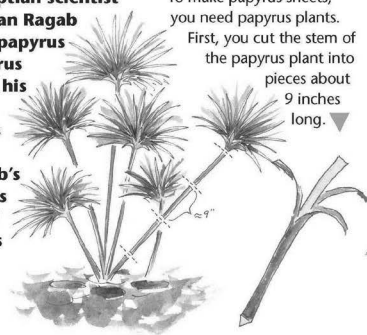 ptian scientist
an Ragab
papyrus
rus
his
b's
s
s
To make papyrus sheets,
you need papyrus plants.
First, you cut the stem of
the papyrus plant into
pieces about
9 inches
long.
≈9"